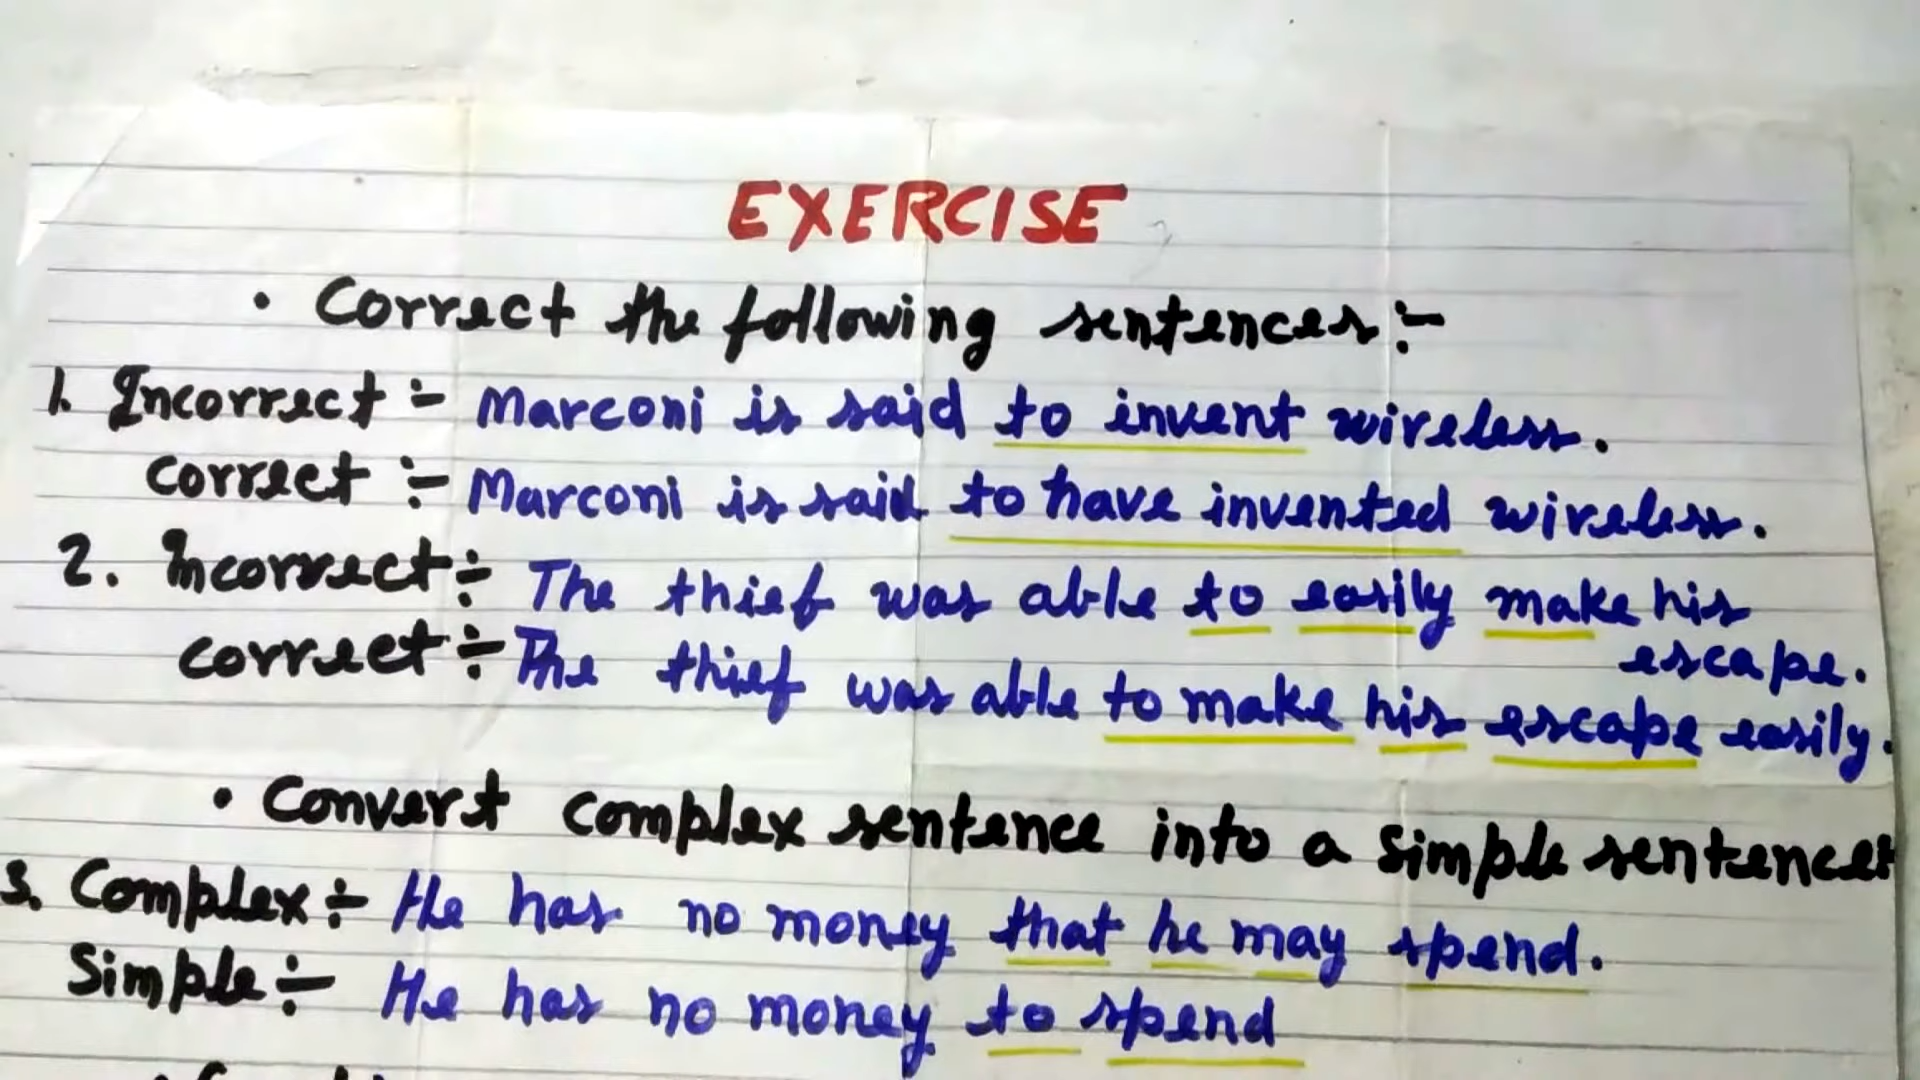 EXERCISE
• Correct the following sentences:-
1. Incorrect :- Marconi is said to invent wireless.
correct :- Marconi is said to have invented wireless.
2. Incorrect :- The thief was able to easily make his
escape.
correct :- The thief was able to make his escape easily.
• Convert complex sentence into a simple sentences
3. Complex :- He has no money that he may spend.
Simple :- He has no money to spend